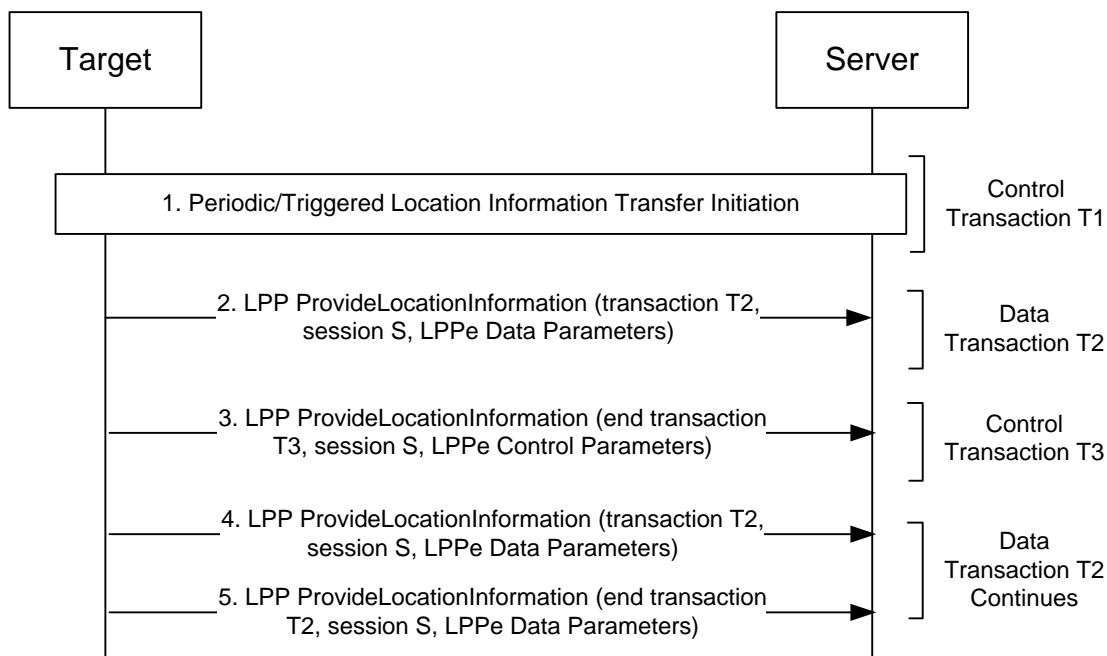 Target
Server
1. Periodic/Triggered Location Information Transfer Initiation
Control
Transaction T1
2. LPP ProvideLocationInformation (transaction T2,
session S, LPPe Data Parameters)
Data
Transaction T2
3. LPP ProvideLocationInformation (end transaction
T3, session S, LPPe Control Parameters)
Control
Transaction T3
4. LPP ProvideLocationInformation (transaction T2,
session S, LPPe Data Parameters)
Data
Transaction T2
Continues
5. LPP ProvideLocationInformation (end transaction
T2, session S, LPPe Data Parameters)